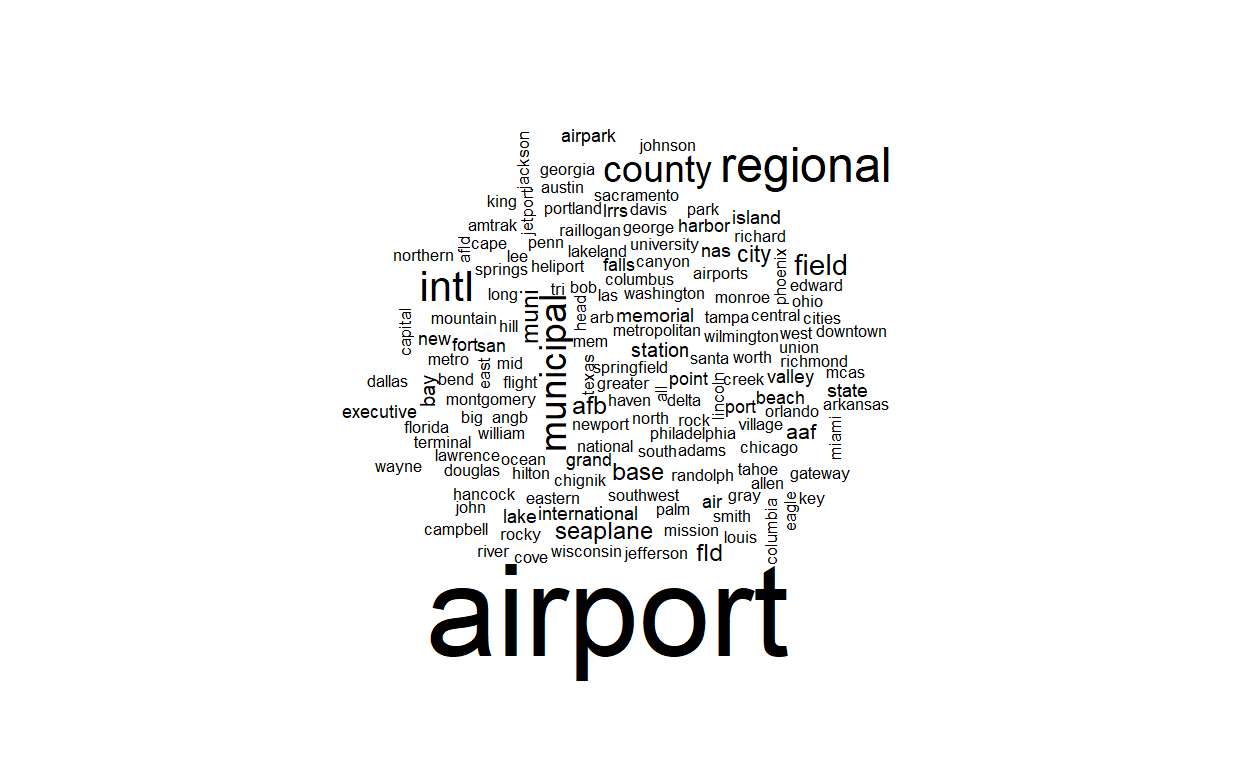 airpark
johnson
jackson
georgia
county
regional
austin
sacramento
king
jetport
portland
lrrs
davis
park
island
amtrak
rail
logan
george
harbor
richard
northern
afld
cape
penn
lee
lakeland
university
nas
city
springs
heliport
falls
canyon
airports
phoenix
field
intl
columbus
edward
long
tri
bob
las
washington
monroe
ohio
capital
mountain
hill
muni
municipal
head
arb
memorial
tampa
central
cities
new
fort
san
mem
metropolitan
wilmington
west
downtown
metro
east
mid
texas
station
santa
worth
union
richmond
dallas
bay
bend
flight
springfield
greater
all
point
lincoln
creek
valley
mcas
montgomery
afb
haven
delta
port
beach
state
executive
big
angb
newport
north
rock
orlando
arkansas
florida
william
philadelphia
village
aaf
miami
terminal
national
south
adams
chicago
lawrence
ocean
grand
wayne
douglas
hilton
chignik
base
randolph
tahoe
gateway
allen
hancock
eastern
southwest
air
gray
eagle
key
john
lake
international
palm
smith
columbia
campbell
rocky
seaplane
mission
louis
river
cove
wisconsin
jefferson
fld
airport